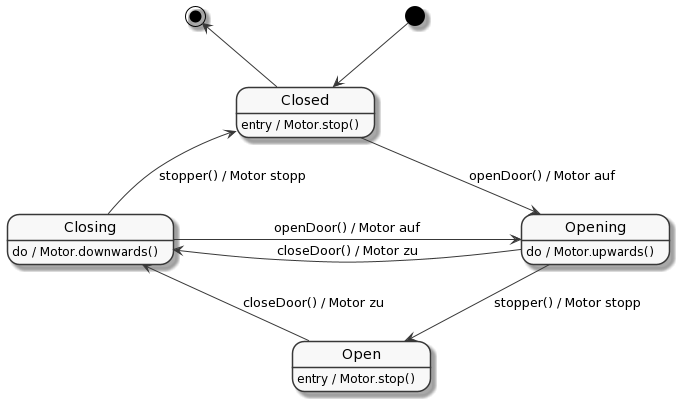 Closed
entry / Motor.stop()
stopper() / Motor stopp
openDoor() / Motor auf
Closing
do / Motor.downwards()
openDoor() / Motor auf
closeDoor() / Motor zu
Opening
do / Motor.upwards()
closeDoor() / Motor zu
stopper() / Motor stopp
Open
entry / Motor.stop()